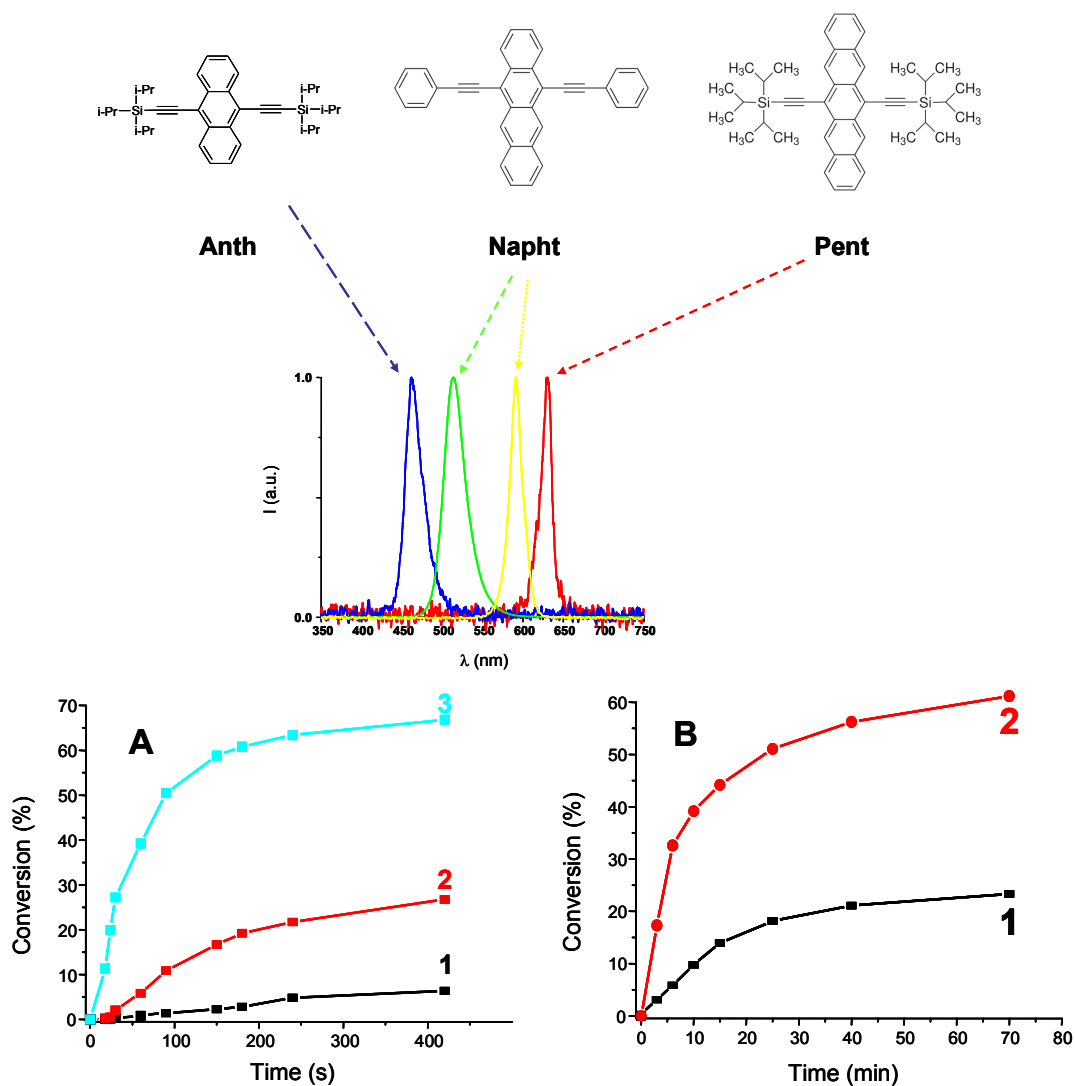 i-Pr
i-Pr
i-Pr
Si
i-Pr
Si
i-Pr
i-Pr
i-Pr
H₃C CH₃
H₃C CH₃
H₃C CH₃
H₃C CH₃
Si
Si
H₃C CH₃
H₃C CH₃
H₃C CH₃
H₃C CH₃
Anth Napht Pent
1.0
I (a.u.)
0.0
350 400 450 500 550 600 650 700 750
λ (nm)
A
3
2
1
70
60
50
40
30
20
10
0
Conversion (%)
0 100 200 300 400
Time (s)
B
2
1
60
50
40
30
20
10
0
Conversion (%)
0 10 20 30 40 50 60 70 80
Time (min)